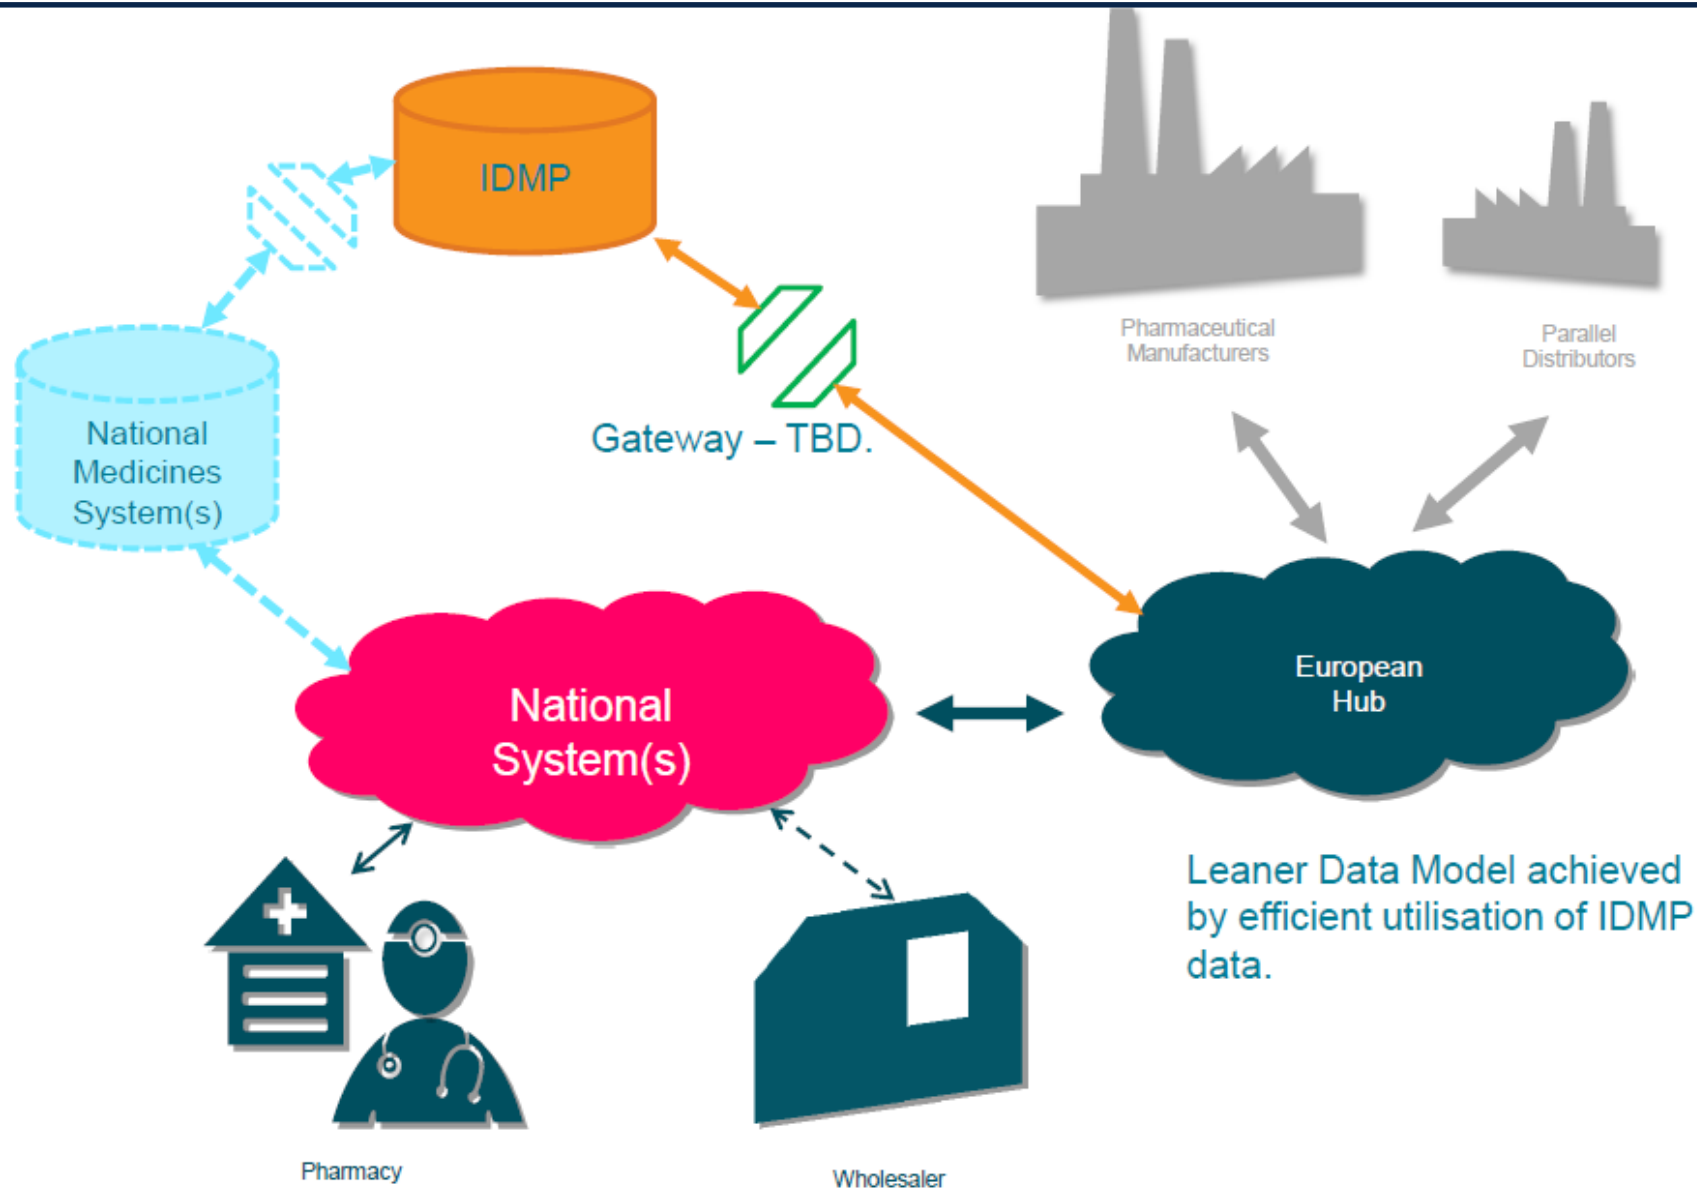 IDMP
Pharmaceutical
Manufacturers
Parallel
Distributors
National
Medicines
System(s)
Gateway – TBD.
National
System(s)
European
Hub
Leaner Data Model achieved
by efficient utilisation of IDMP
data.
Pharmacy
Wholesaler